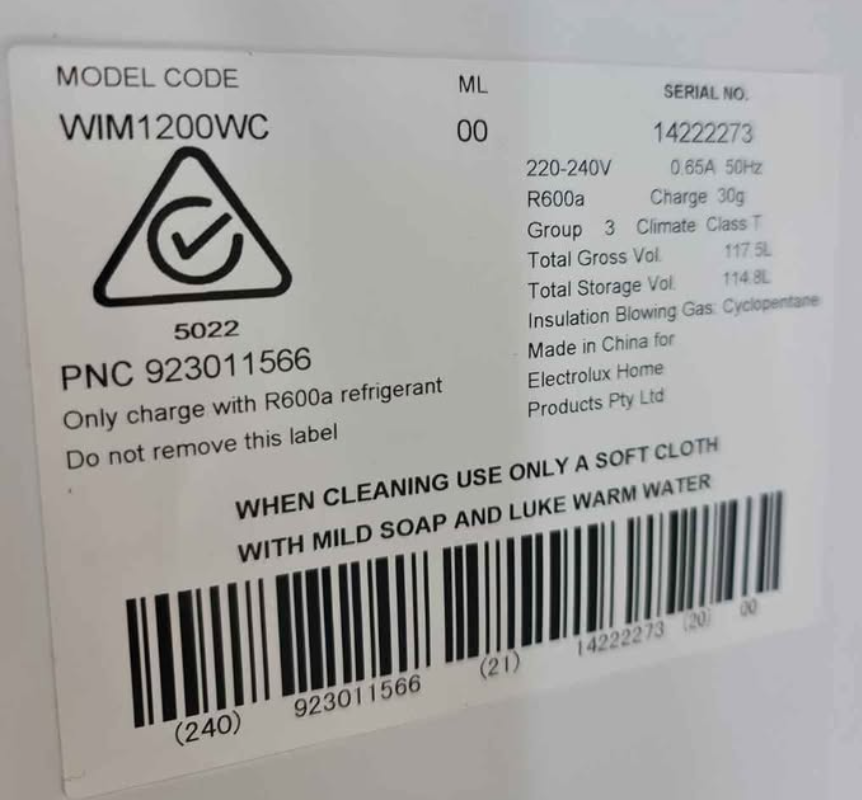 MODEL CODE ML SERIAL NO.
WIM1200WC 00 14222273
220-240V 0.65A 50Hz
R600a Charge 30g
Group 3 Climate Class T
Total Gross Vol. 117.5L
Total Storage Vol. 114.8L
Insulation Blowing Gas: Cyclopentane
Made in China for
Electrolux Home
Products Pty Ltd
5022
PNC 923011566
Only charge with R600a refrigerant
Do not remove this label
WHEN CLEANING USE ONLY A SOFT CLOTH
WITH MILD SOAP AND LUKE WARM WATER
(240) 923011566 (21) 14222273 (20) 00